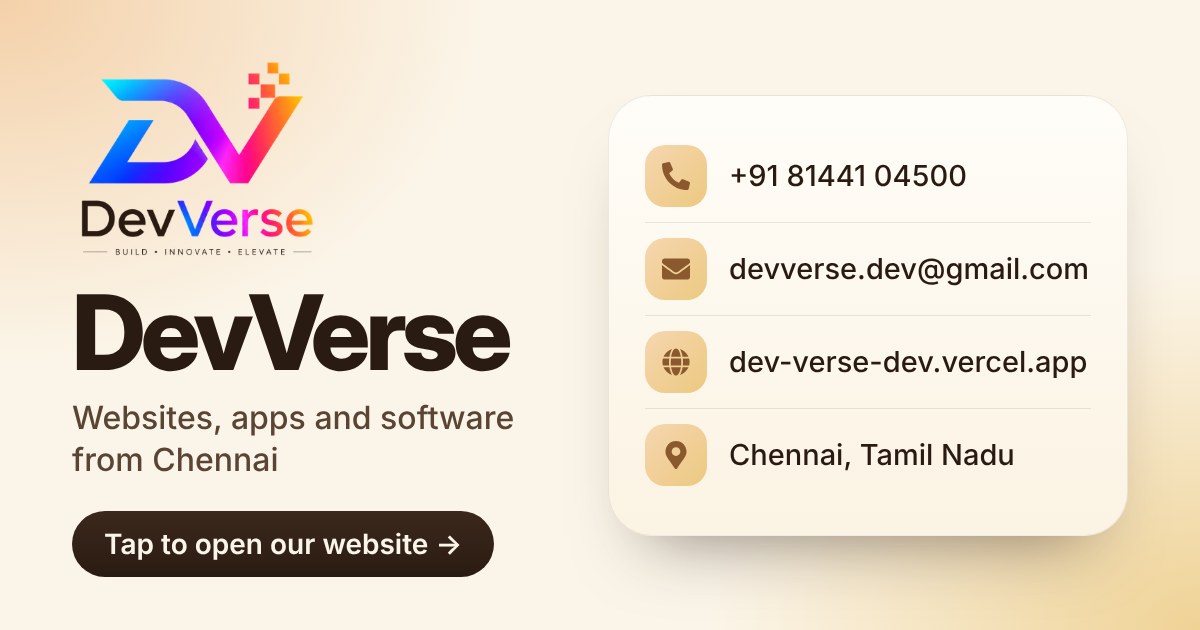 DevVerse
BUILD • INNOVATE • ELEVATE
DevVerse
Websites, apps and software
from Chennai
Tap to open our website →
+91 81441 04500
devverse.dev@gmail.com
dev-verse-dev.vercel.app
Chennai, Tamil Nadu